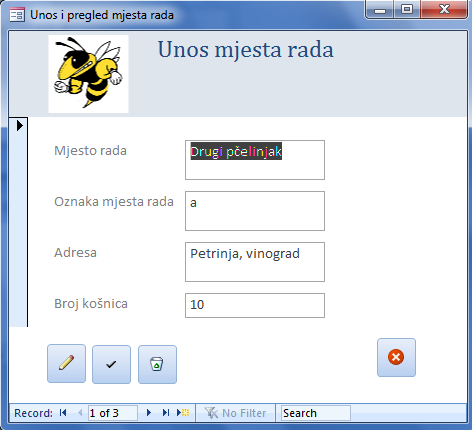 Unos i pregled mjesta rada
Unos mjesta rada
Mjesto rada Drugi pčelinjak
Oznaka mjesta rada a
Adresa Petrinja, vinograd
Broj košnica 10
Record: 1 of 3 No Filter Search